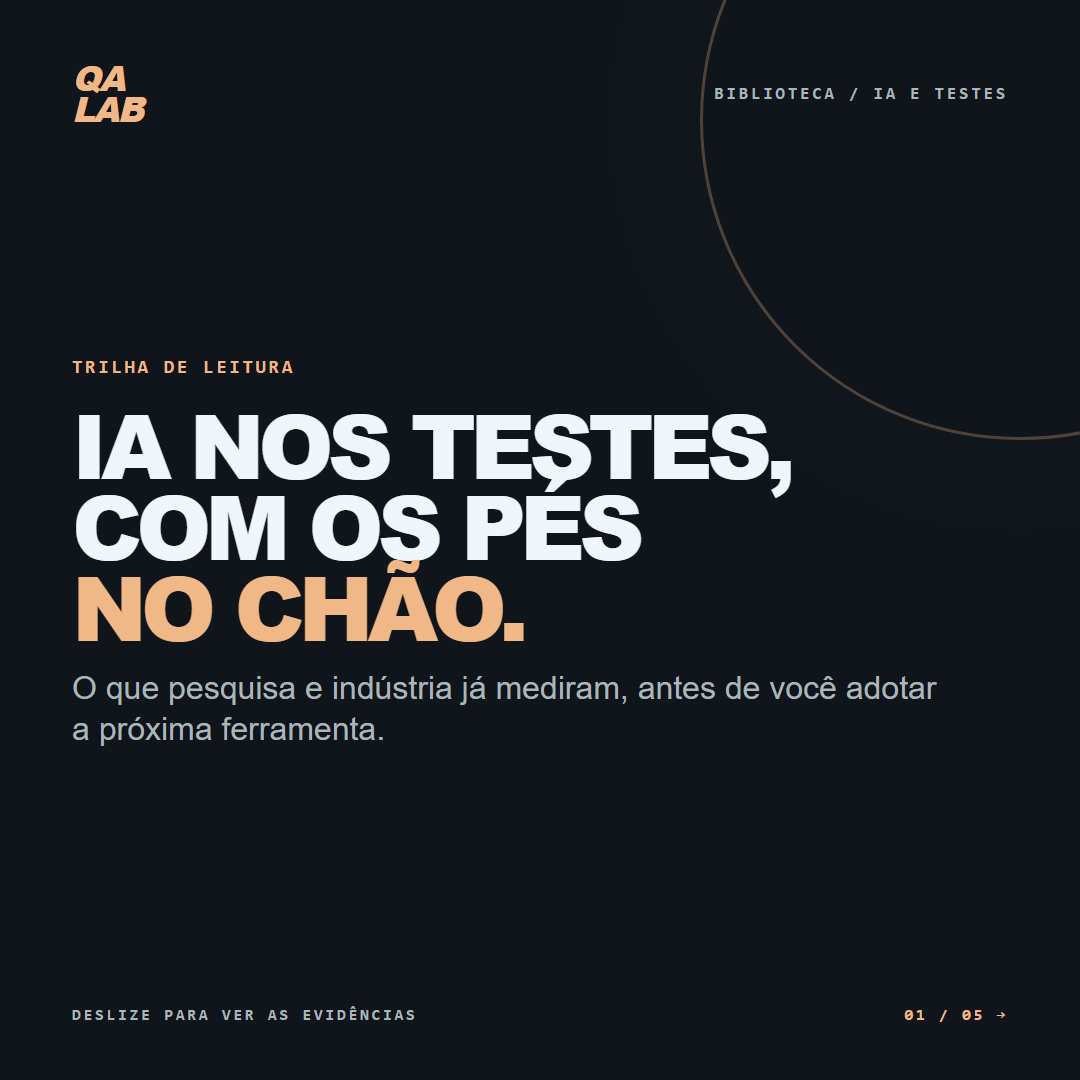 QA
LAB
BIBLIOTECA / IA E TESTES
TRILHA DE LEITURA
IA NOS TESTES,
COM OS PÉS
NO CHÃO.
O que pesquisa e indústria já mediram, antes de você adotar
a próxima ferramenta.
DESLIZE PARA VER AS EVIDÊNCIAS
01 / 05 →